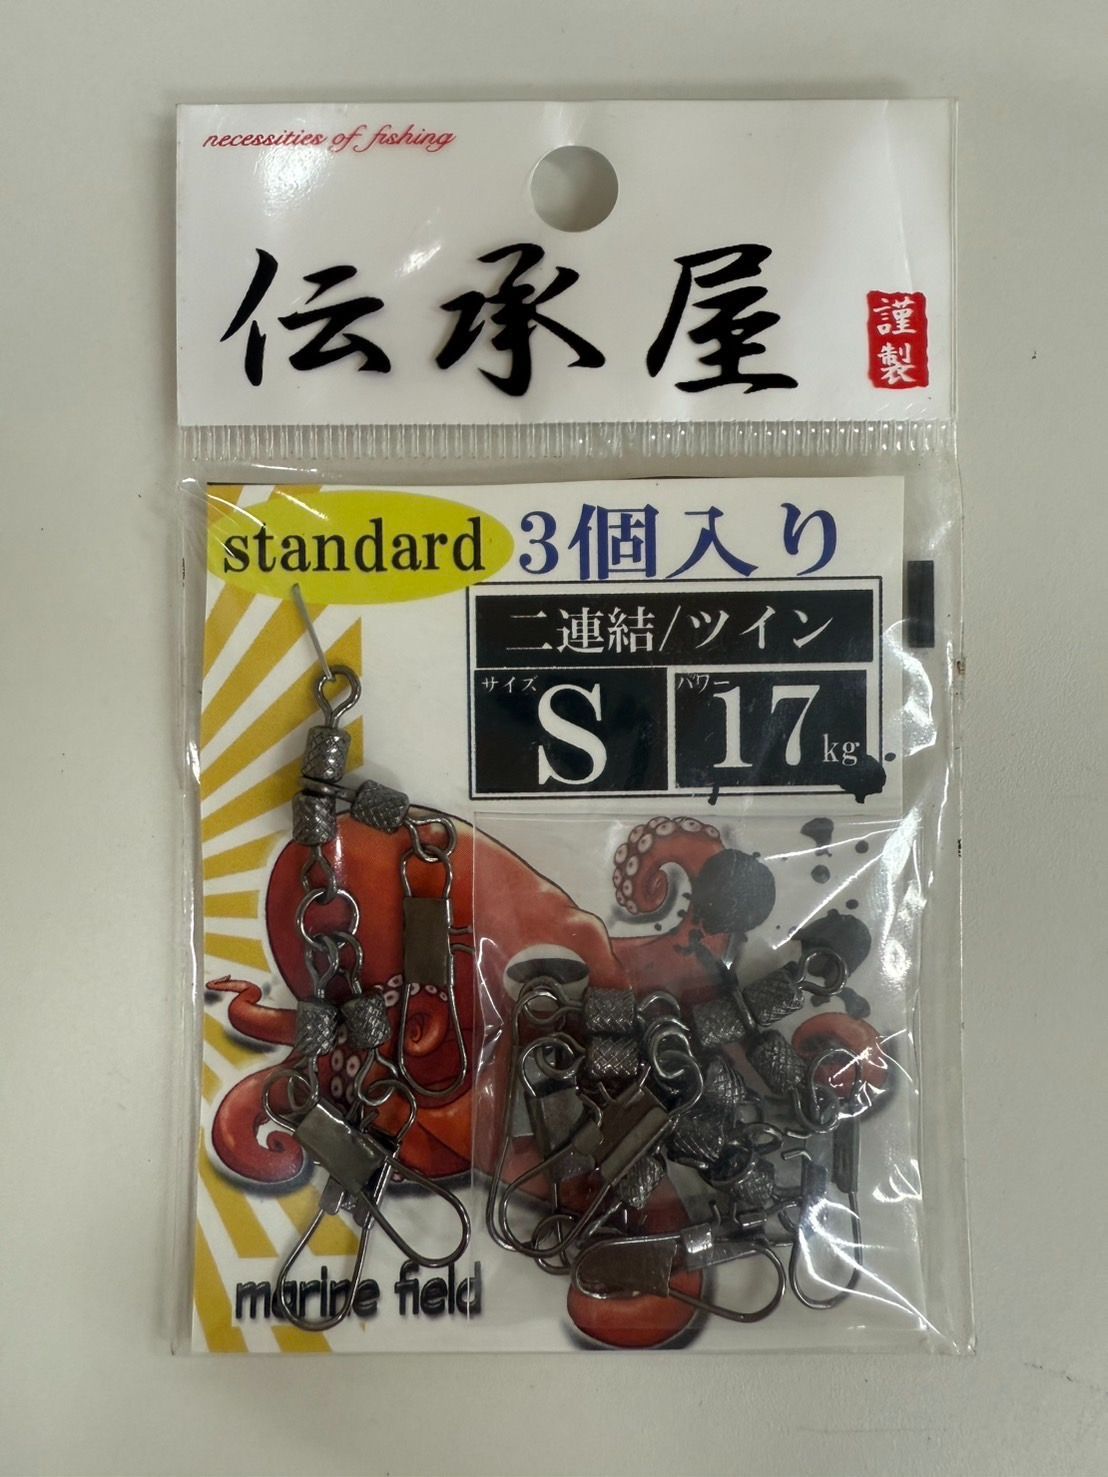 necessities of fishing
伝承屋
謹製
standard
3個入り
二連結/ツイン
サイズ
S
パワー
17kg
marine field